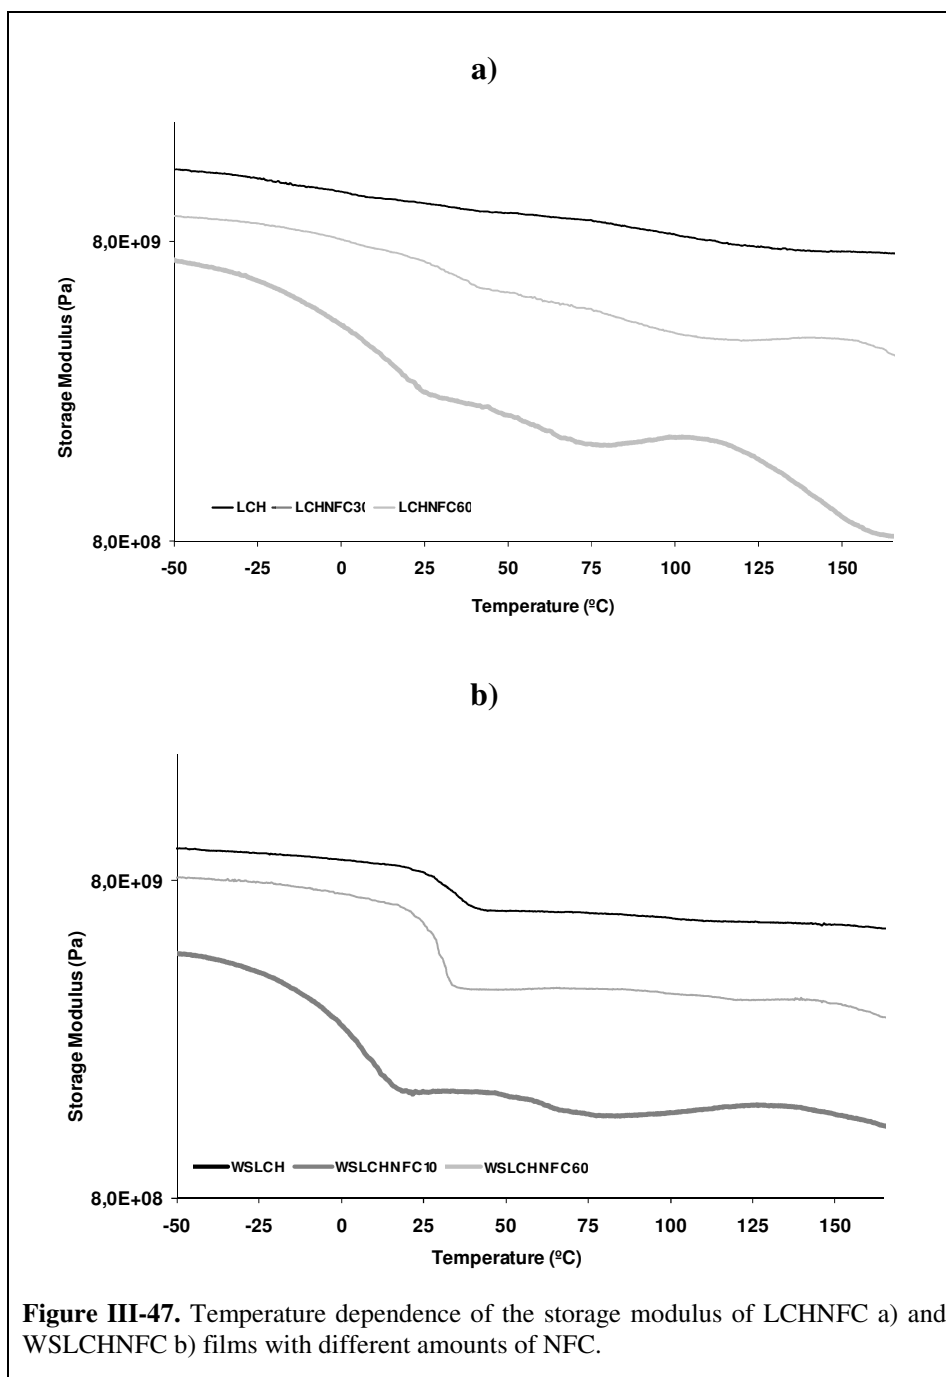 a)
8,0E+09
Storage Modulus (Pa)
LCH LCHNFC30 LCHNFC60
8,0E+08
-50 -25 0 25 50 75 100 125 150
Temperature (ºC)
b)
8,0E+09
Storage Modulus (Pa)
WSLCH WSLCHNFC10 WSLCHNFC60
8,0E+08
-50 -25 0 25 50 75 100 125 150
Temperature (ºC)
Figure III-47. Temperature dependence of the storage modulus of LCHNFC a) and
WSLCHNFC b) films with different amounts of NFC.